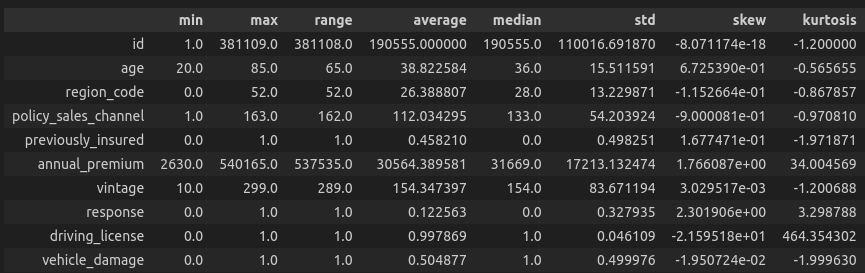 min max range average median std skew kurtosis
id 1.0 381109.0 381108.0 190555.000000 190555.0 110016.691870 -8.071174e-18 -1.200000
age 20.0 85.0 65.0 38.822584 36.0 15.511591 6.725390e-01 -0.565655
region_code 0.0 52.0 52.0 26.388807 28.0 13.229871 -1.152664e-01 -0.867857
policy_sales_channel 1.0 163.0 162.0 112.034295 133.0 54.203924 -9.000081e-01 -0.970810
previously_insured 0.0 1.0 1.0 0.458210 0.0 0.498251 1.677471e-01 -1.971871
annual_premium 2630.0 540165.0 537535.0 30564.389581 31669.0 17213.132474 1.766087e+00 34.004569
vintage 10.0 299.0 289.0 154.347397 154.0 83.671194 3.029517e-03 -1.200688
response 0.0 1.0 1.0 0.122563 0.0 0.327935 2.301906e+00 3.298788
driving_license 0.0 1.0 1.0 0.997869 1.0 0.046109 -2.159518e+01 464.354302
vehicle_damage 0.0 1.0 1.0 0.504877 1.0 0.499976 -1.950724e-02 -1.999630